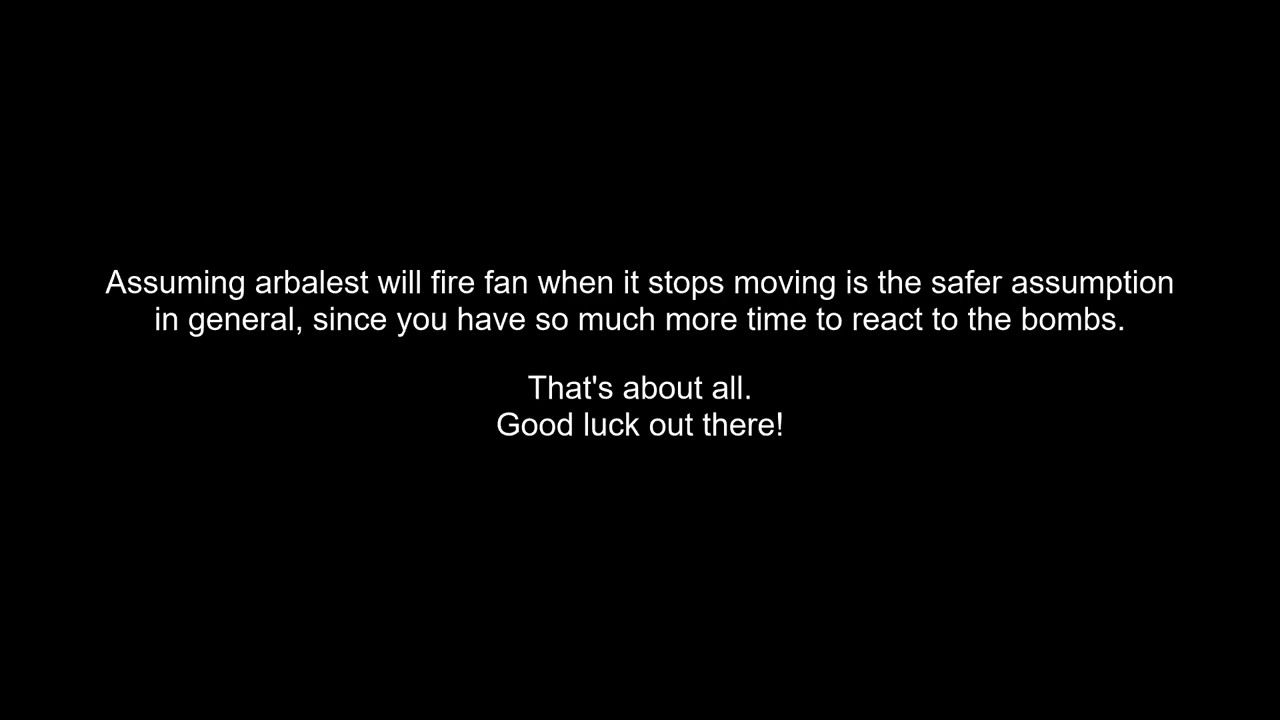 Assuming arbalest will fire fan when it stops moving is the safer assumption
in general, since you have so much more time to react to the bombs.
That's about all.
Good luck out there!